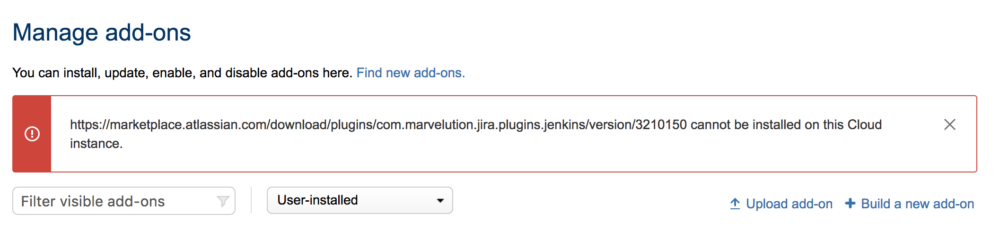 Manage add-ons
You can install, update, enable, and disable add-ons here. Find new add-ons.
https://marketplace.atlassian.com/download/plugins/com.marvelution.jira.plugins.jenkins/version/3210150 cannot be installed on this Cloud
instance.
Filter visible add-ons
User-installed
Upload add-on
Build a new add-on